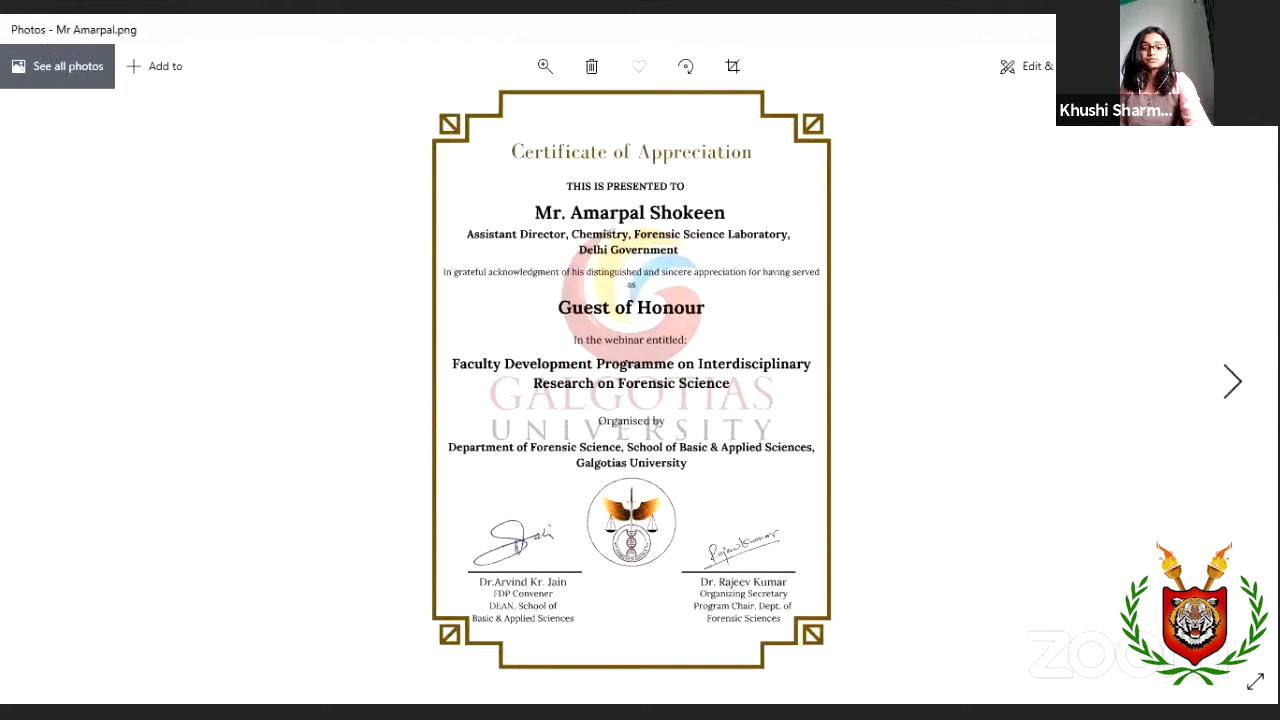 Photos - Mr Amarpal.png
See all photos
Add to
Edit &
Khushi Sharm...
Certificate of Appreciation
THIS IS PRESENTED TO
Mr. Amarpal Shokeen
Assistant Director, Chemistry, Forensic Science Laboratory,
Delhi Government
In grateful acknowledgment of his distinguished and sincere appreciation for having served
as
Guest of Honour
In the webinar entitled:
Faculty Development Programme on Interdisciplinary
Research on Forensic Science
GALGOTIAS
UNIVERSITY
Organised by
Department of Forensic Science, School of Basic & Applied Sciences,
Galgotias University
Rajeev Kumar
Dr.Arvind Kr. Jain
FDP Convener
DEAN, School of
Basic & Applied Sciences
Dr. Rajeev Kumar
Organizing Secretary
Program Chair, Dept. of
Forensic Sciences
zoom